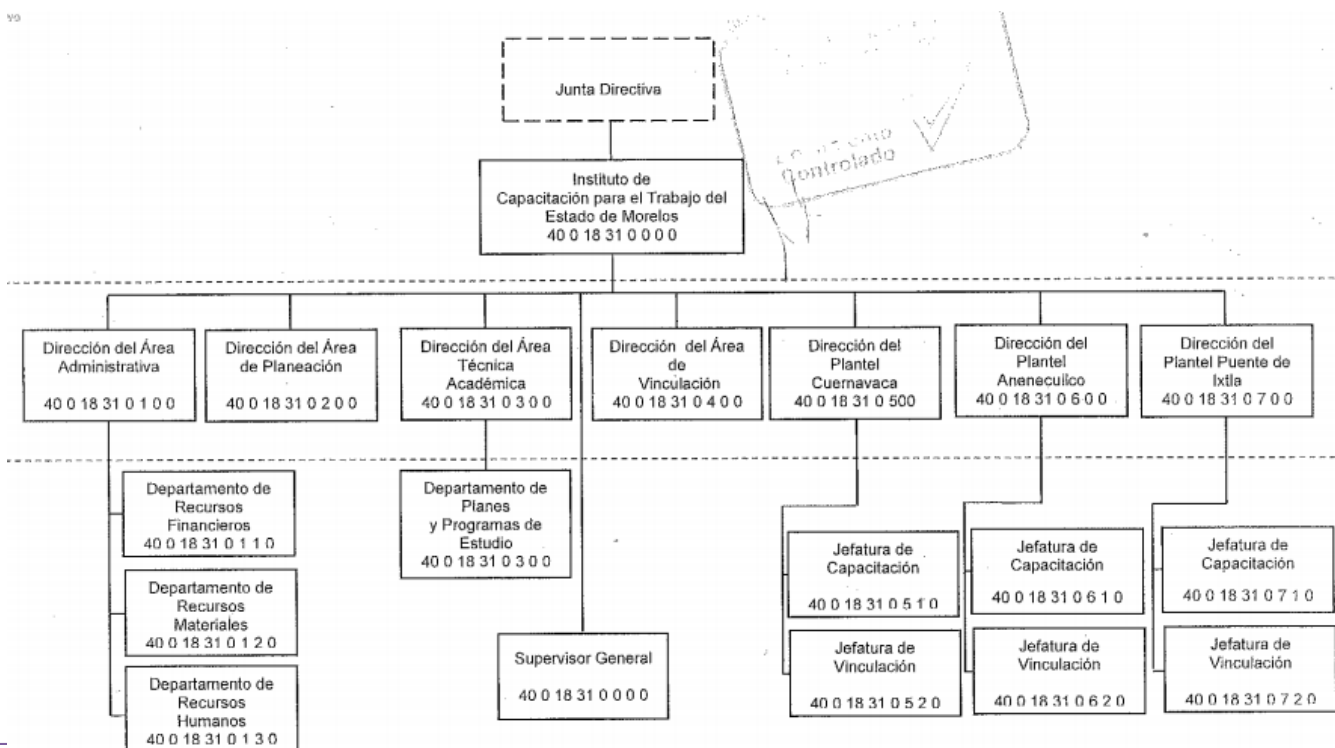 Junta Directiva
Controlado
Instituto de
Capacitación para el Trabajo del
Estado de Morelos
40 0 18 31 0 0 0 0
Dirección del Área
Administrativa
40 0 18 31 0 1 0 0
Dirección del Área
de Planeación
40 0 18 31 0 2 0 0
Dirección del Área
Técnica
Académica
40 0 18 31 0 3 0 0
Dirección del Área
de
Vinculación
40 0 18 31 0 4 0 0
Dirección del
Plantel
Cuernavaca
40 0 18 31 0 500
Dirección del
Plantel
Anenecuilco
40 0 18 31 0 6 0 0
Dirección del
Plantel Puente de
Ixtla
40 0 18 31 0 7 0 0
Departamento de
Recursos
Financieros
40 0 18 31 0 1 1 0
Departamento de
Recursos
Materiales
40 0 18 31 0 1 2 0
Departamento de
Recursos
Humanos
40 0 18 31 0 1 3 0
Departamento de
Planes
y Programas de
Estudio
40 0 18 31 0 3 0 0
Supervisor General
40 0 18 31 0 0 0 0
Jefatura de
Capacitación
40 0 18 31 0 5 1 0
Jefatura de
Vinculación
40 0 18 31 0 5 2 0
Jefatura de
Capacitación
40 0 18 31 0 6 1 0
Jefatura de
Vinculación
40 0 18 31 0 6 2 0
Jefatura de
Capacitación
40 0 18 31 0 7 1 0
Jefatura de
Vinculación
40 0 18 31 0 7 2 0